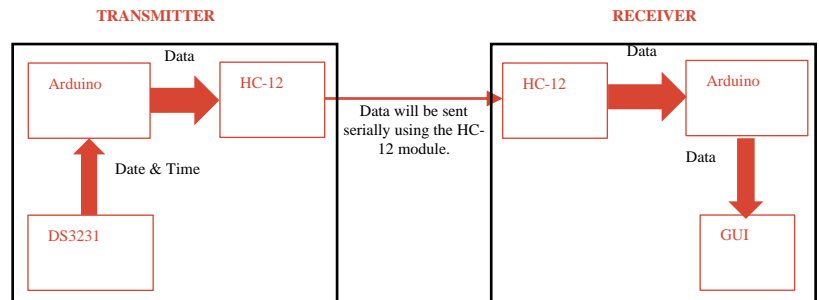 TRANSMITTER
Data
Arduino
HC-12
Date & Time
DS3231
Data will be sent
serially using the HC-
12 module.
RECEIVER
Data
HC-12
Arduino
Data
GUI